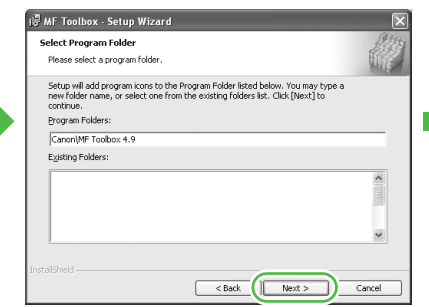 MF Toolbox - Setup Wizard
Select Program Folder
Please select a program folder.
Setup will add program icons to the Program Folder listed below. You may type a
new folder name, or select one from the existing folders list. Click [Next] to
continue.
Program Folders:
Canon\MF Toolbox 4.9
Existing Folders:
InstallShield
< Back Next > Cancel